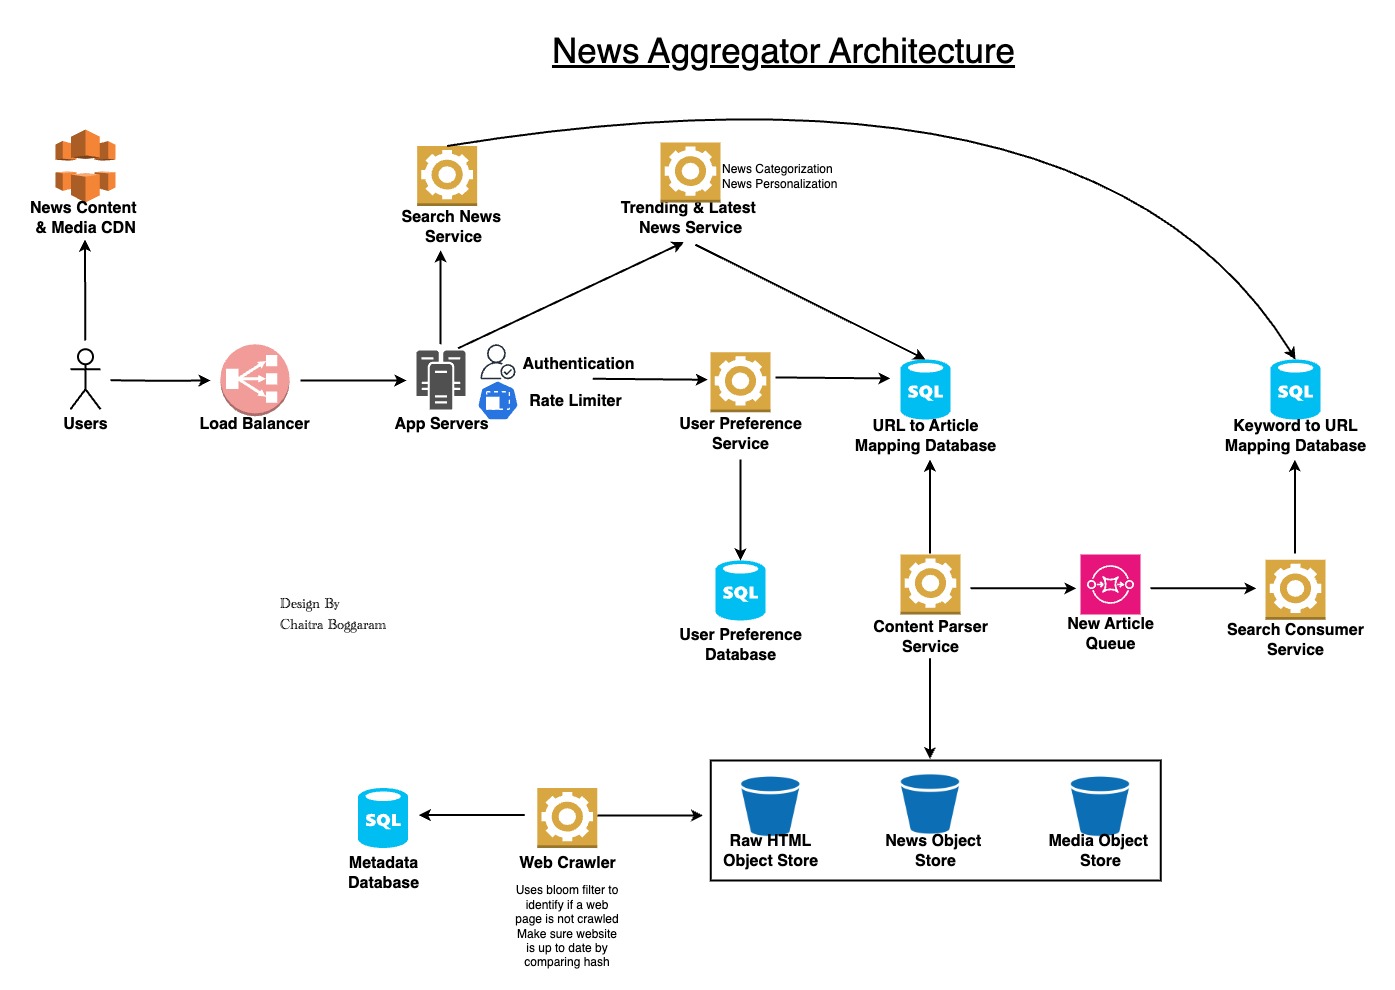 News Aggregator Architecture
News Content
& Media CDN
Search News
Service
News Categorization
News Personalization
Trending & Latest
News Service
Users
Load Balancer
App Servers
Authentication
Rate Limiter
User Preference
Service
SQL
URL to Article
Mapping Database
SQL
Keyword to URL
Mapping Database
SQL
User Preference
Database
Content Parser
Service
New Article
Queue
Search Consumer
Service
Design By
Chaitra Boggaram
SQL
Metadata
Database
Web Crawler
Uses bloom filter to
identify if a web
page is not crawled
Make sure website
is up to date by
comparing hash
Raw HTML
Object Store
News Object
Store
Media Object
Store